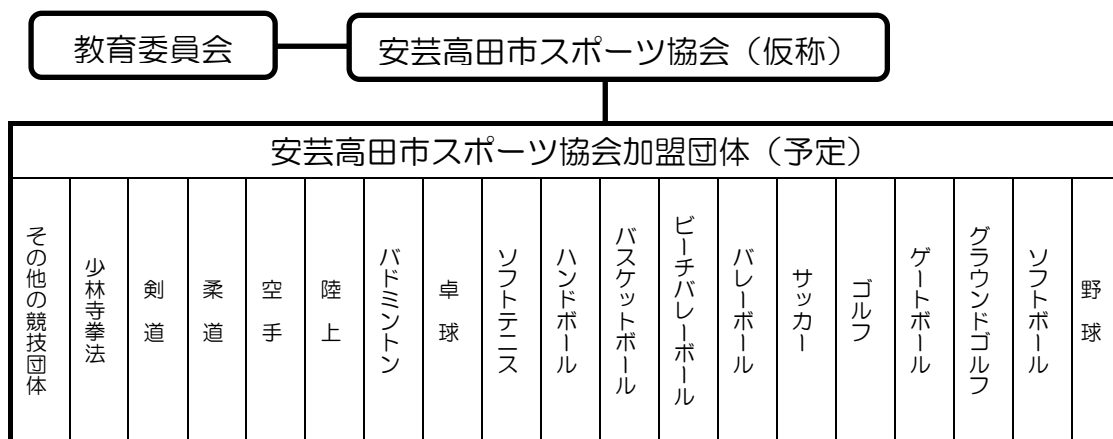 教育委員会
安芸高田市スポーツ協会（仮称）
安芸高田市スポーツ協会加盟団体（予定）
野球
ソフトボール
グラウンドゴルフ
ゲートボール
ゴルフ
サッカー
バレーボール
ビーチバレーボール
バスケットボール
ハンドボール
ソフトテニス
卓球
バドミントン
陸上
空手
柔道
剣道
少林寺拳法
その他の競技団体